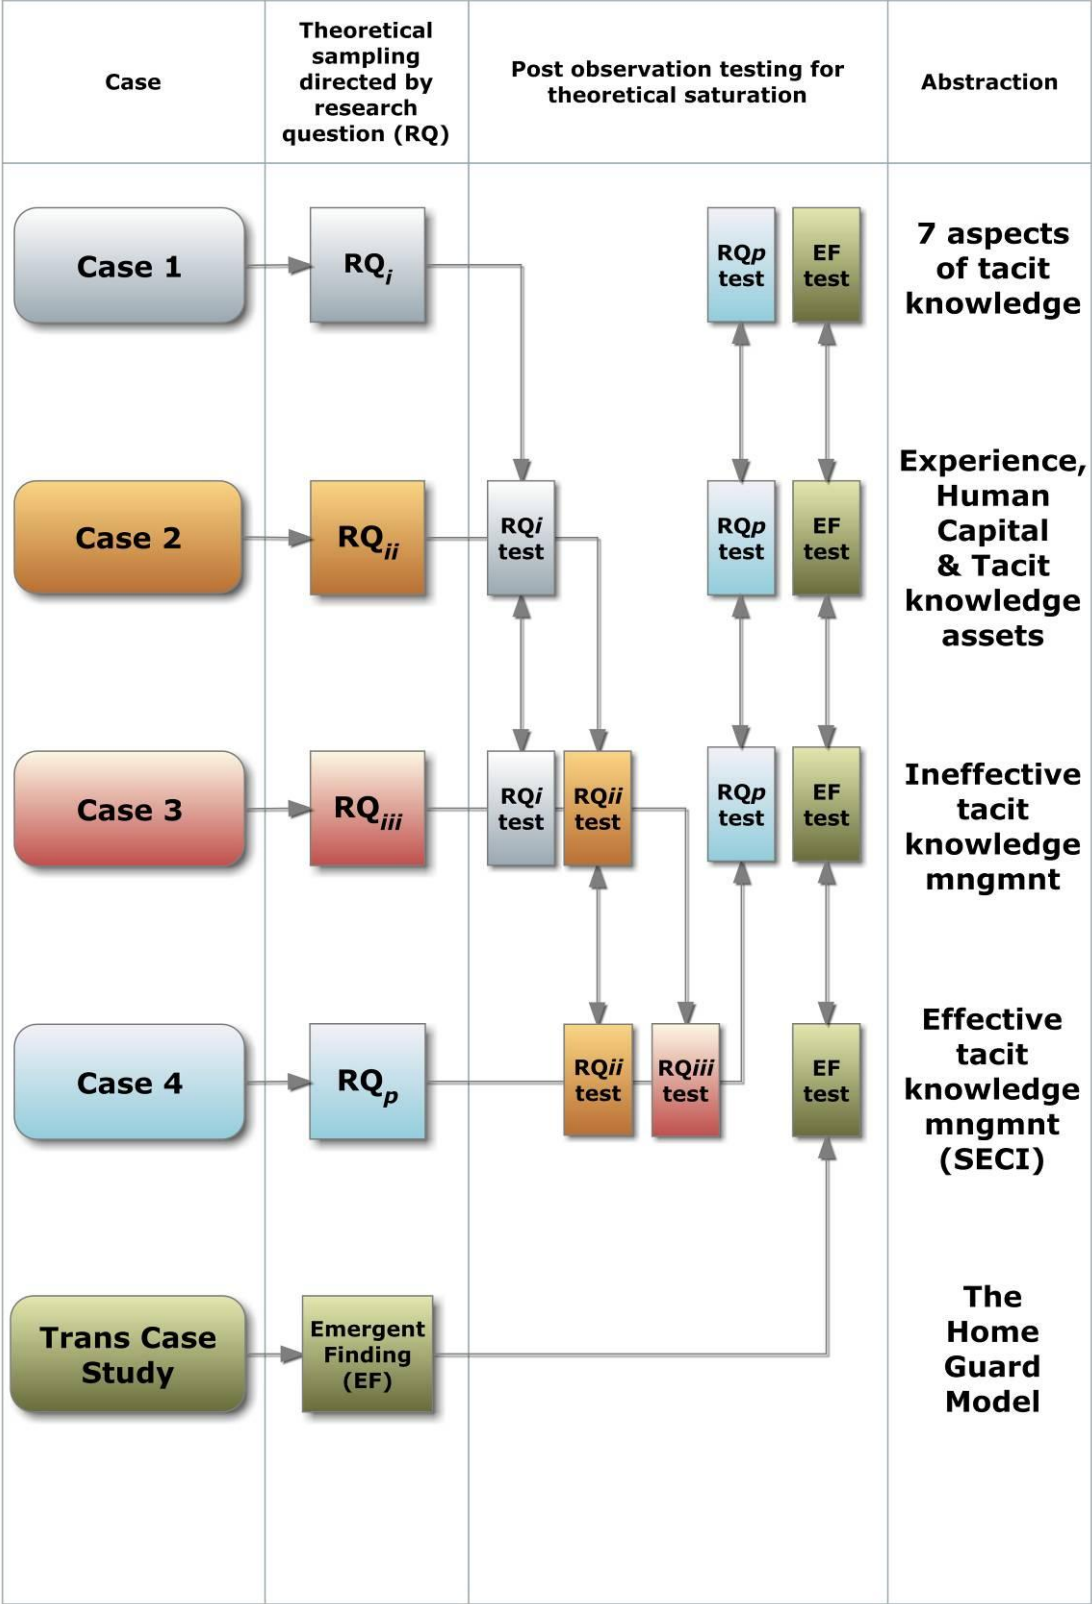 Case
Theoretical
sampling
directed by
research
question (RQ)
Post observation testing for
theoretical saturation
Abstraction
Case 1
RQi
RQp
test
EF
test
7 aspects
of tacit
knowledge
Case 2
RQii
RQi
test
RQp
test
EF
test
Experience,
Human
Capital
& Tacit
knowledge
assets
Case 3
RQiii
RQi
test
RQii
test
RQp
test
EF
test
Ineffective
tacit
knowledge
mngmnt
Case 4
RQp
RQii
test
RQiii
test
EF
test
Effective
tacit
knowledge
mngmnt
(SECI)
Trans Case
Study
Emergent
Finding
(EF)
The
Home
Guard
Model